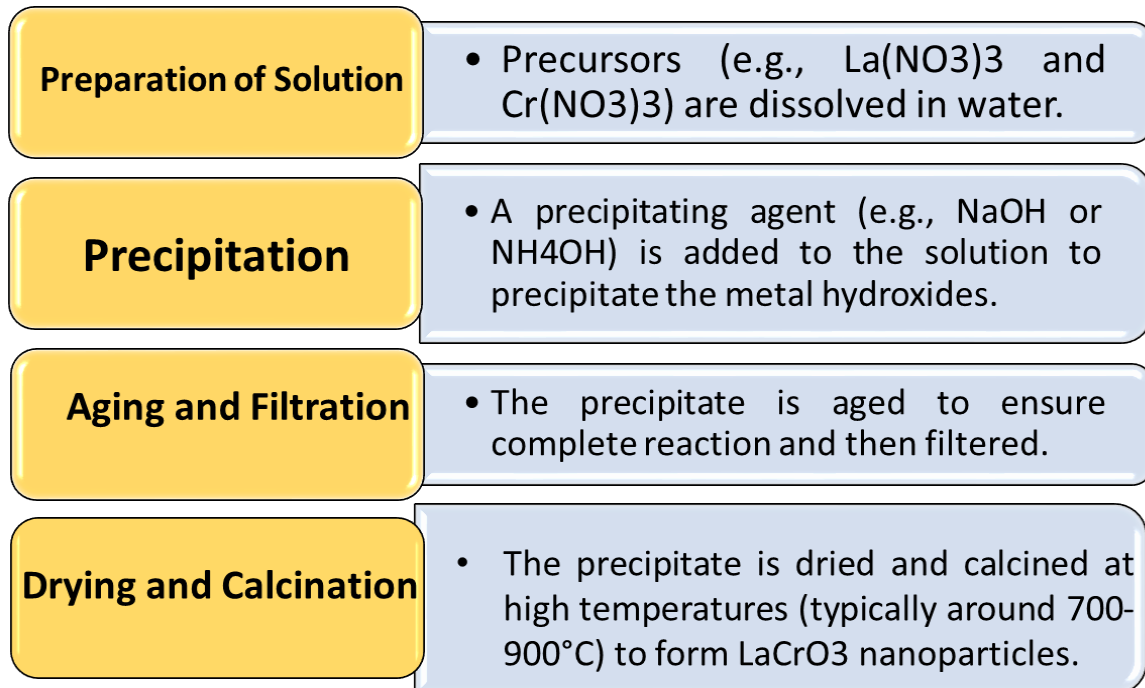 Preparation of Solution
• Precursors (e.g., La(NO3)3 and
Cr(NO3)3) are dissolved in water.
Precipitation
• A precipitating agent (e.g., NaOH or
NH4OH) is added to the solution to
precipitate the metal hydroxides.
Aging and Filtration
• The precipitate is aged to ensure
complete reaction and then filtered.
Drying and Calcination
• The precipitate is dried and calcined at
high temperatures (typically around 700-
900°C) to form LaCrO3 nanoparticles.